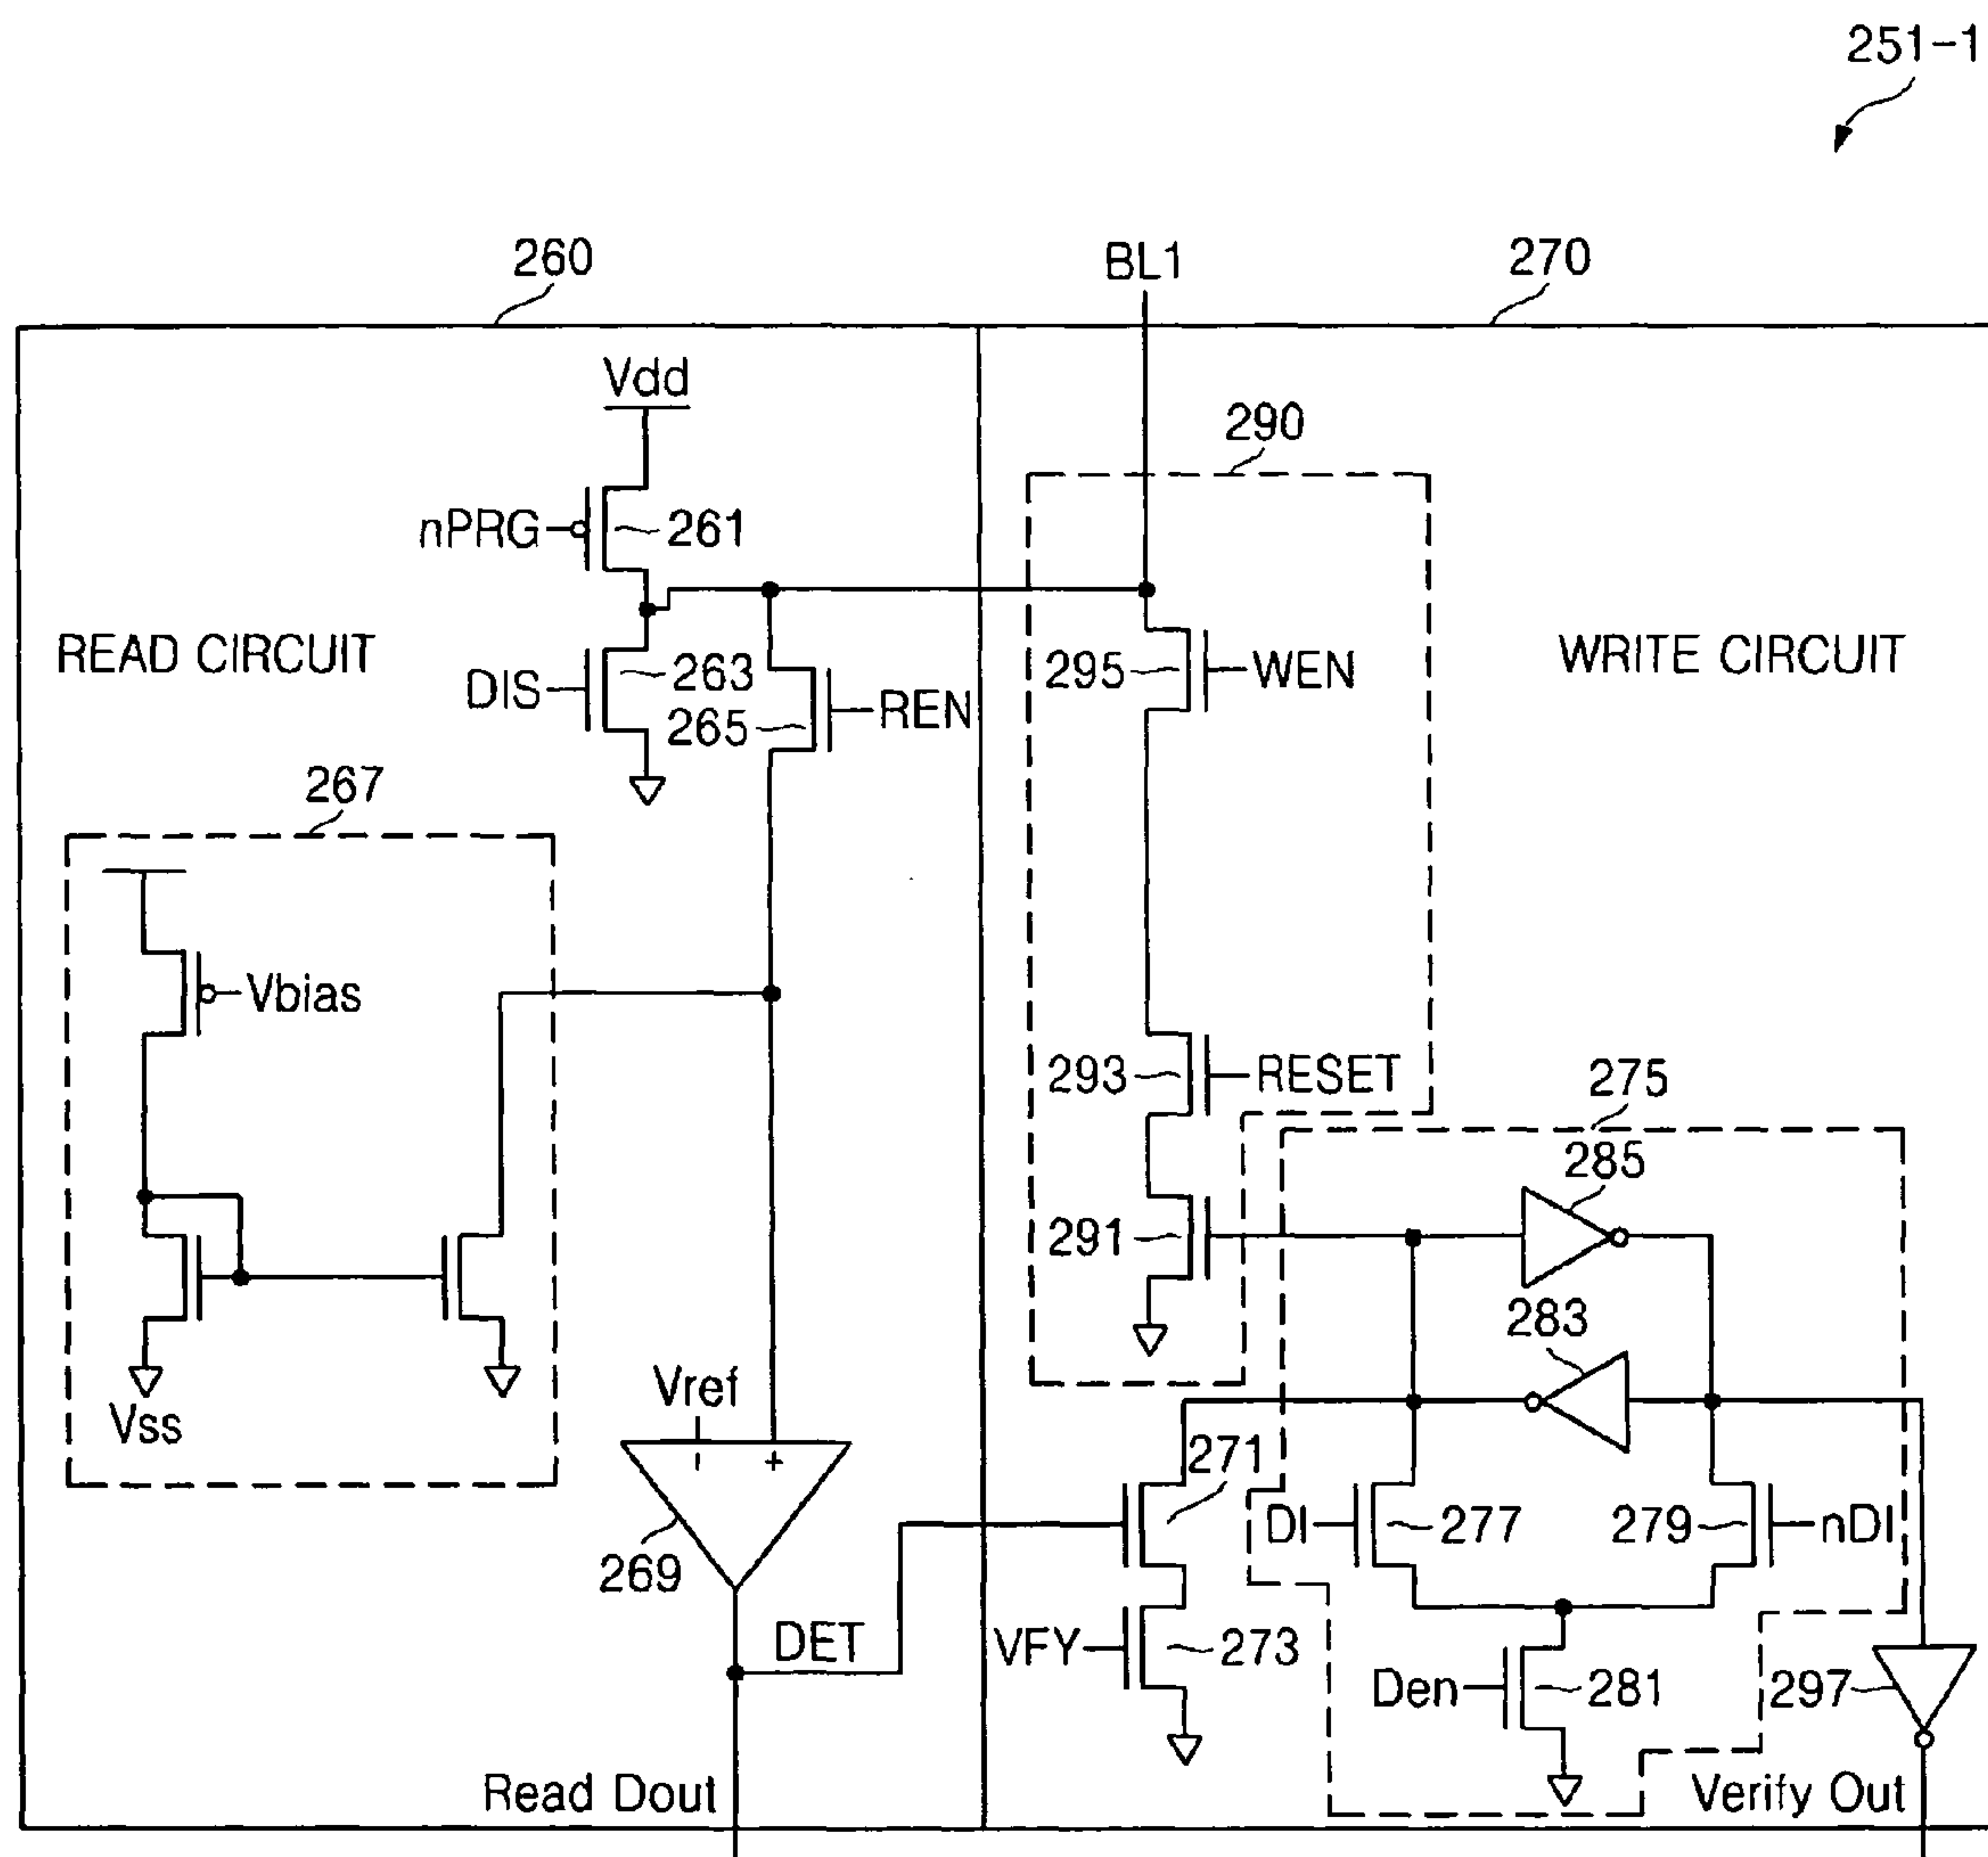 251-1
260
BL1
270
Vdd
290
nPRG
261
READ CIRCUIT
DIS
263
265
REN
295
WEN
WRITE CIRCUIT
267
Vbias
293
RESET
275
285
291
283
Vss
Vref
- +
271
269
DI
277
279
nDI
DET
VFY
273
Den
281
297
Read Dout
Verify Out